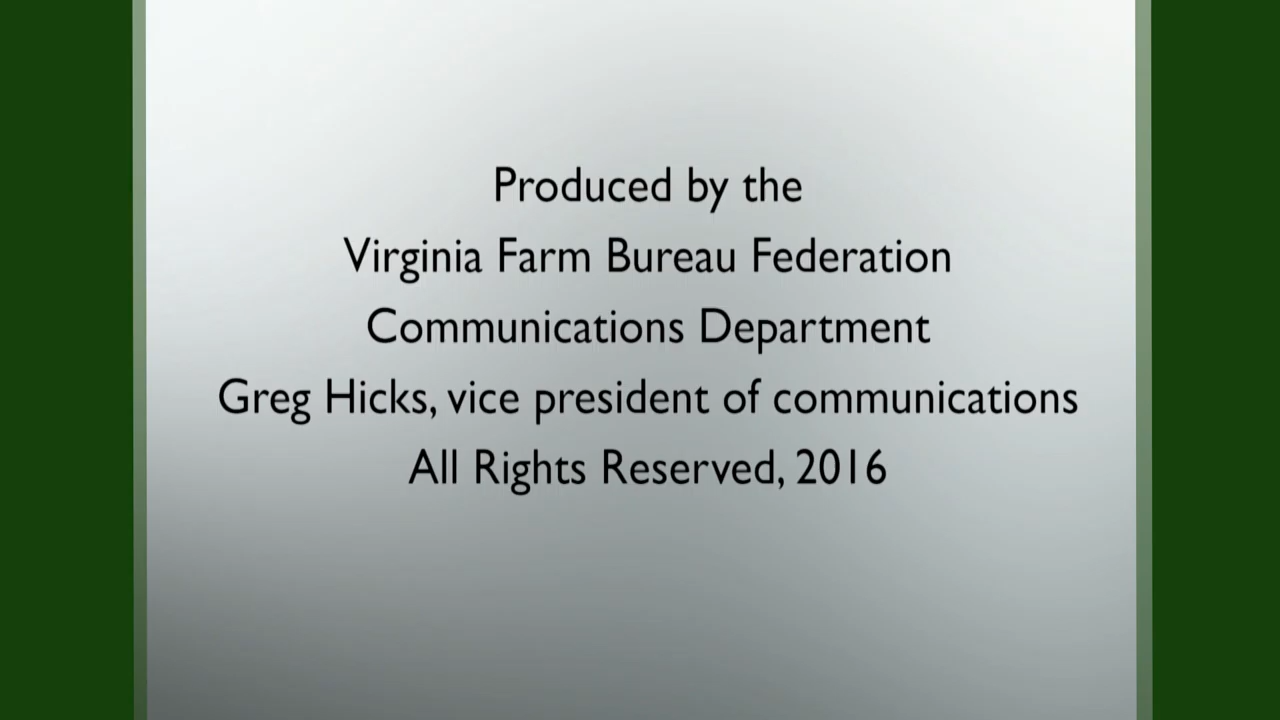 Produced by the
Virginia Farm Bureau Federation
Communications Department
Greg Hicks, vice president of communications
All Rights Reserved, 2016